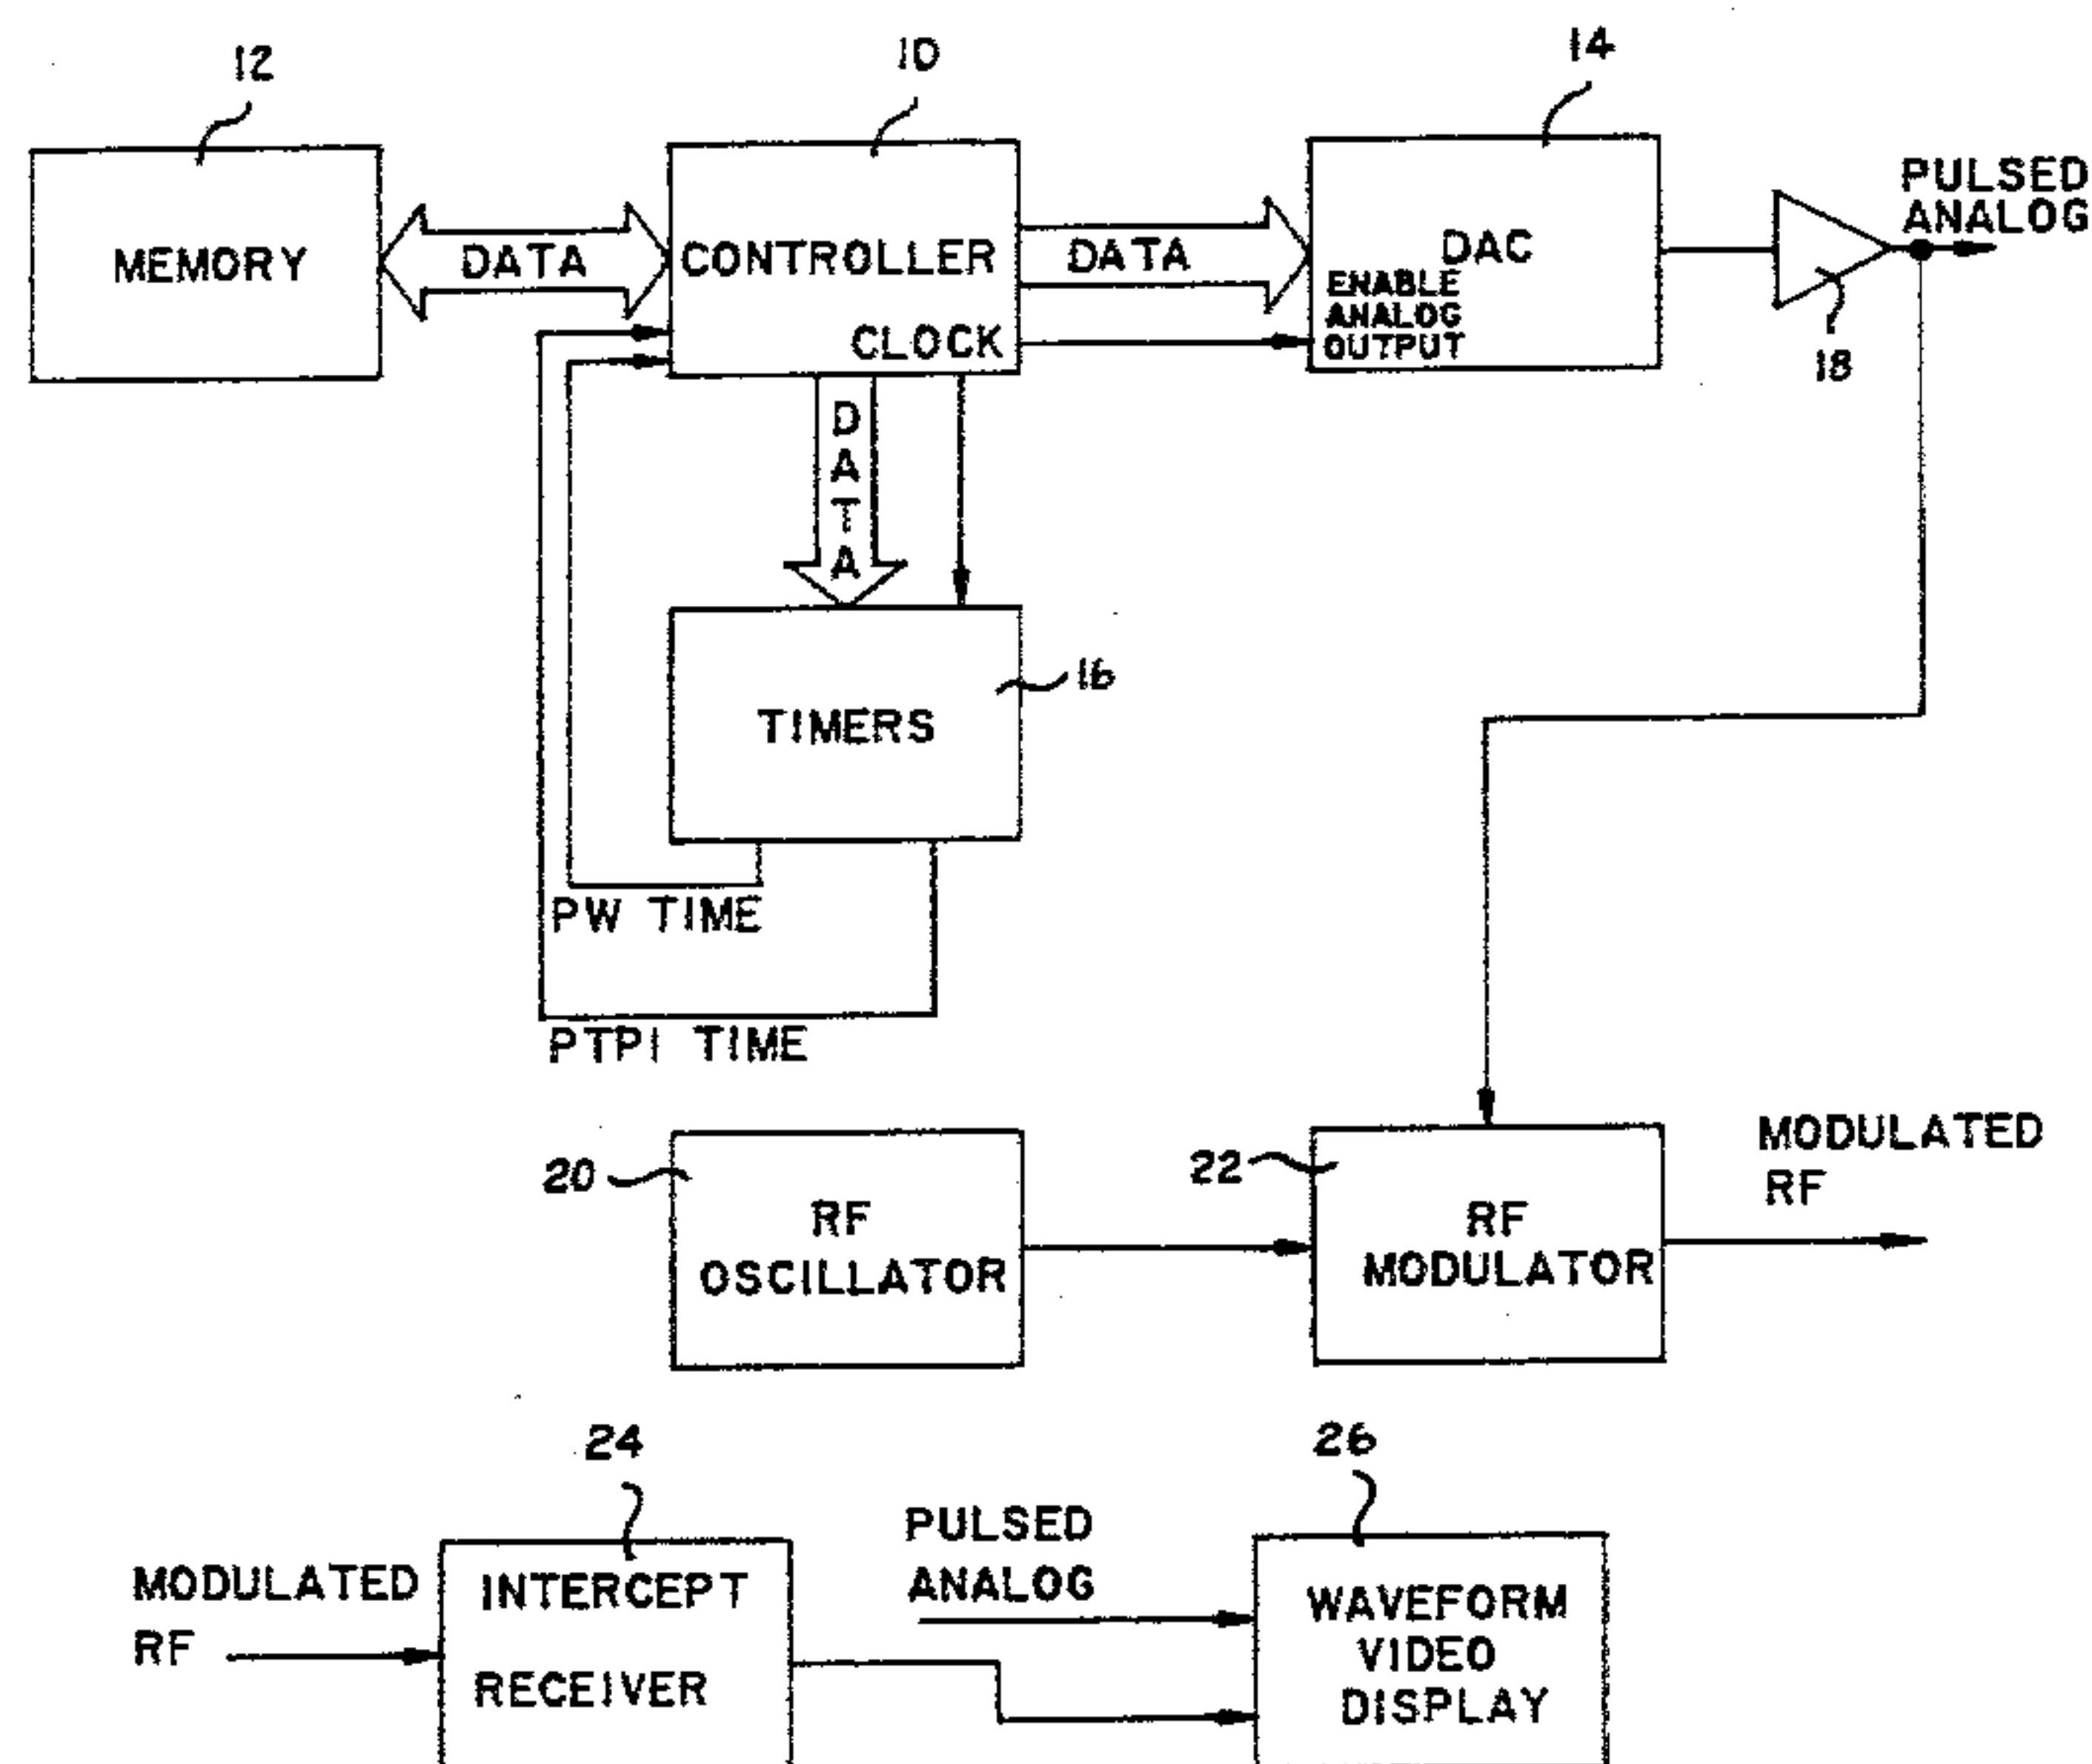 12
10
14
MEMORY
DATA
CONTROLLER
CLOCK
DATA
DAC
ENABLE
ANALOG
OUTPUT
PULSED
ANALOG
18
DATA
TIMERS
16
PW TIME
PTPI TIME
20
RF
OSCILLATOR
22
RF
MODULATOR
MODULATED
RF
24
26
MODULATED
RF
INTERCEPT
RECEIVER
PULSED
ANALOG
WAVEFORM
VIDEO
DISPLAY